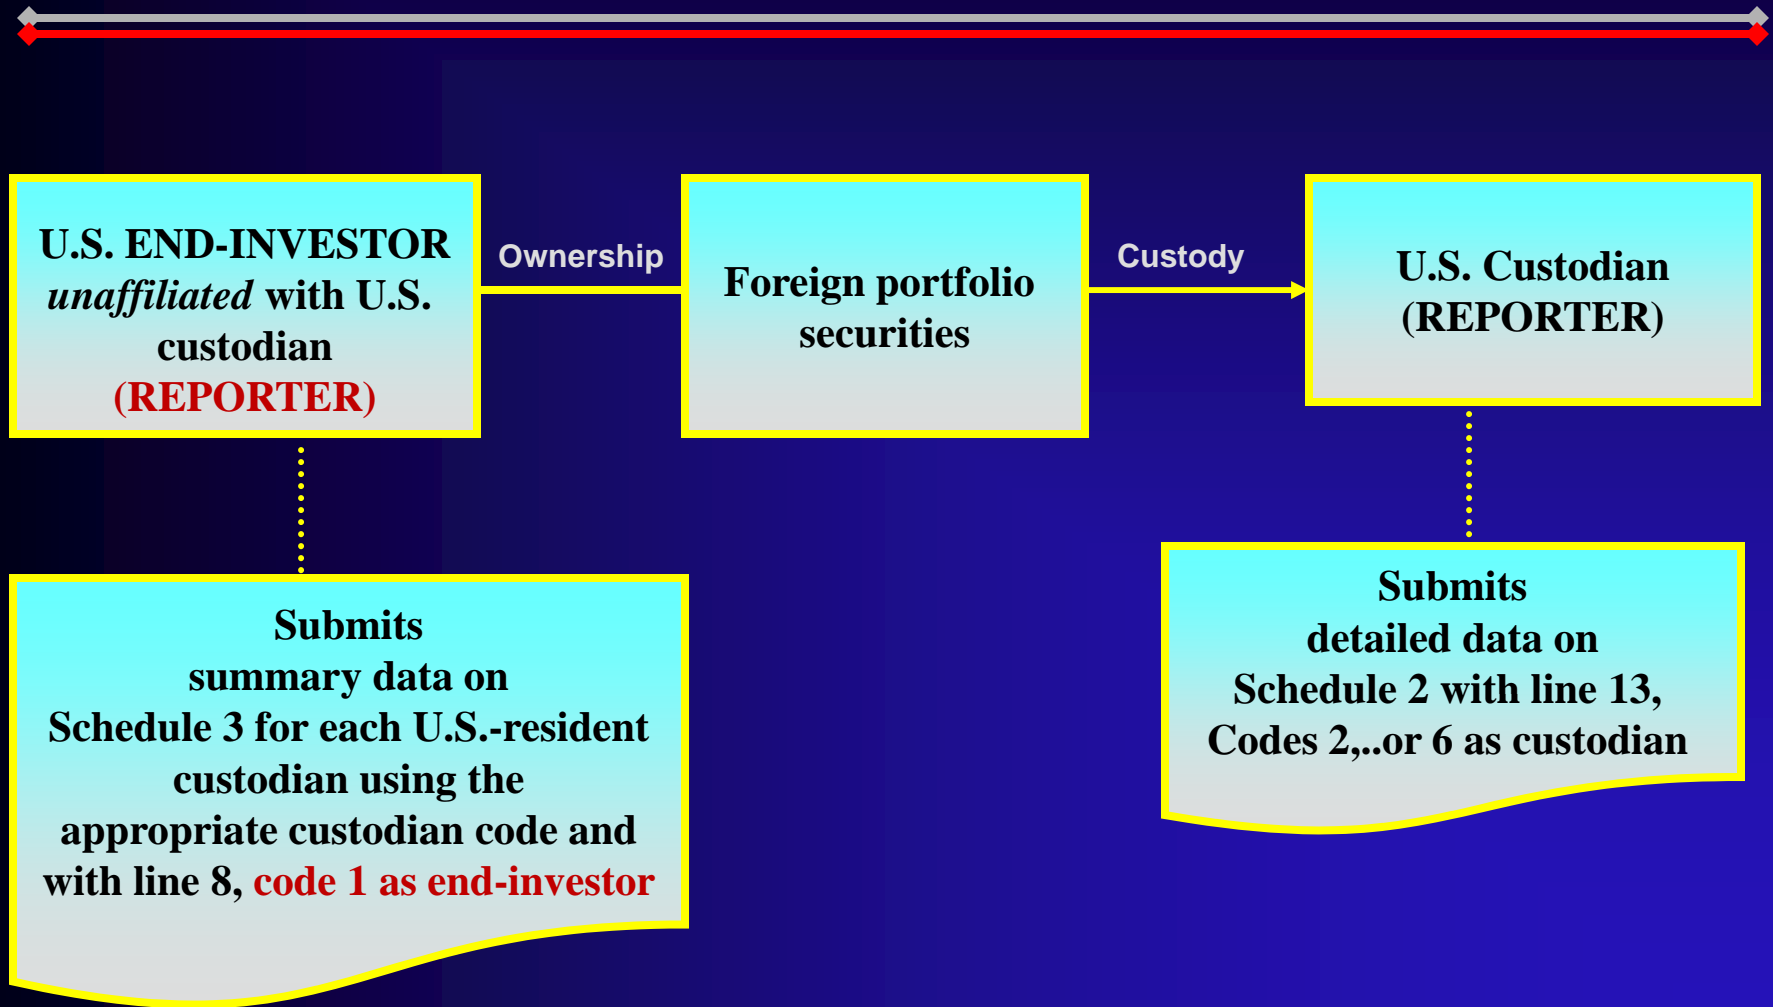 U.S. END-INVESTOR
unaffiliated with U.S.
custodian
(REPORTER)
Ownership
Foreign portfolio
securities
Custody
U.S. Custodian
(REPORTER)
Submits
summary data on
Schedule 3 for each U.S.-resident
custodian using the
appropriate custodian code and
with line 8, code 1 as end-investor
Submits
detailed data on
Schedule 2 with line 13,
Codes 2,..or 6 as custodian